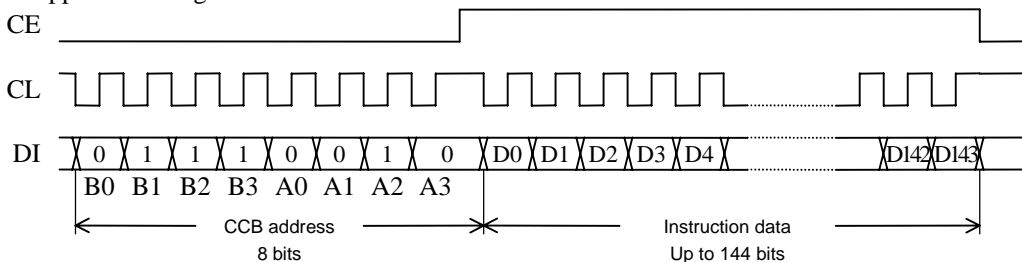 CE
CL
DI 0 1 1 1 0 0 1 0 D0 D1 D2 D3 D4 D142 D143
B0 B1 B2 B3 A0 A1 A2 A3
CCB address Instruction data
8 bits Up to 144 bits